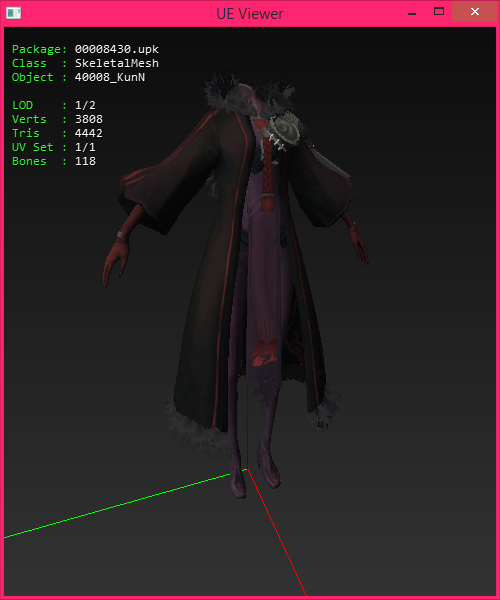 UE Viewer
Package: 00008430.upk
Class  : SkeletalMesh
Object : 40008_KunN
LOD    : 1/2
Verts  : 3808
Tris   : 4442
UV Set : 1/1
Bones  : 118